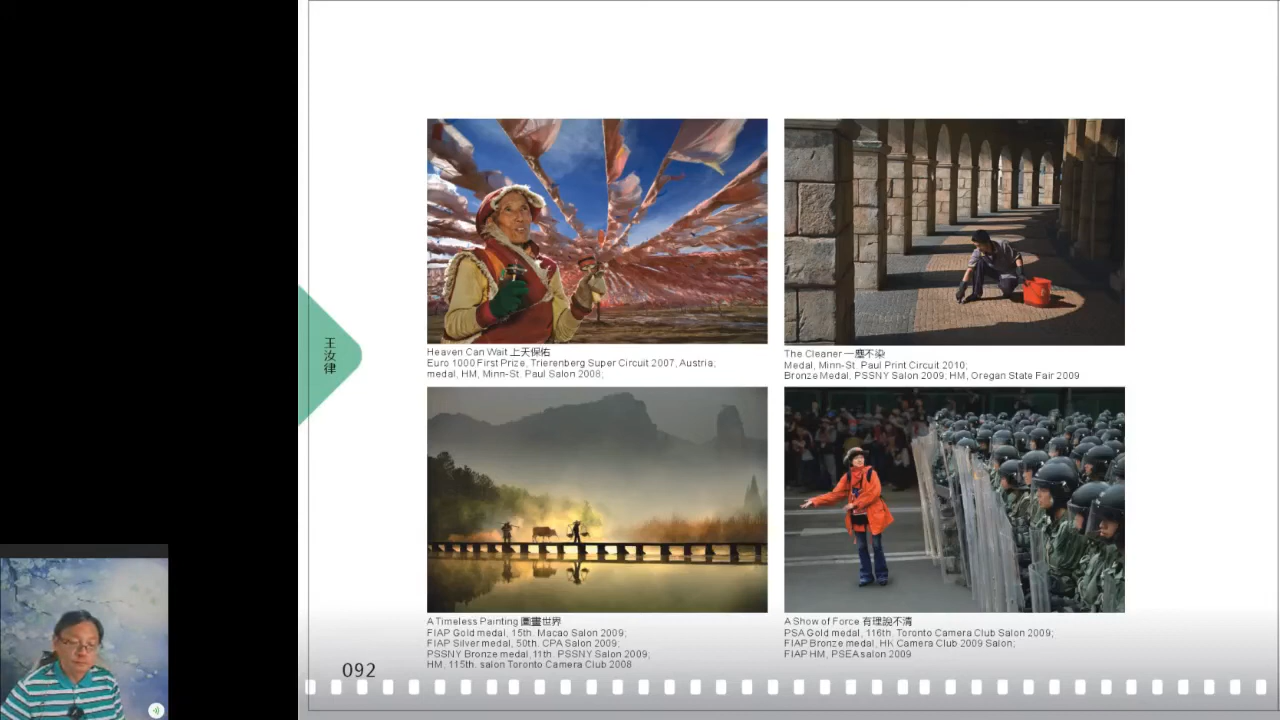 王汝律
Heaven Can Wait 上天保佑
Euro 1000 First Prize, Trierenberg Super Circuit 2007, Austria;
medal, HM, Minn-St. Paul Salon 2008;
The Cleaner 一塵不染
Medal, Minn-St. Paul Print Circuit 2010;
Bronze Medal, PSSNY Salon 2009; HM, Oregan State Fair 2009
A Timeless Painting 圖畫世界
FIAP Gold medal, 15th. Macao Salon 2009;
FIAP Silver medal, 50th. CPA Salon 2009;
PSSNY Bronze medal, 11th. PSSNY Salon 2009;
HM, 115th. salon Toronto Camera Club 2008
A Show of Force 有理說不清
PSA Gold medal, 116th. Toronto Camera Club Salon 2009;
FIAP Bronze medal, HK Camera Club 2009 Salon;
FIAP HM, PSEA salon 2009
092